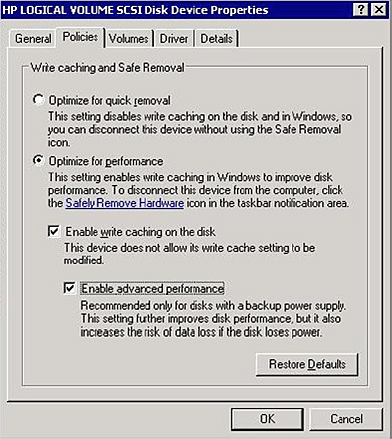 HP LOGICAL VOLUME SCSI Disk Device Properties
General Policies Volumes Driver Details
Write caching and Safe Removal
Optimize for quick removal
This setting disables write caching on the disk and in Windows, so
you can disconnect this device without using the Safe Removal
icon.
Optimize for performance
This setting enables write caching in Windows to improve disk
performance. To disconnect this device from the computer, click
the Safely Remove Hardware icon in the taskbar notification area.
Enable write caching on the disk
This device does not allow its write cache setting to be
modified.
Enable advanced performance
Recommended only for disks with a backup power supply.
This setting further improves disk performance, but it also
increases the risk of data loss if the disk loses power.
Restore Defaults
OK Cancel